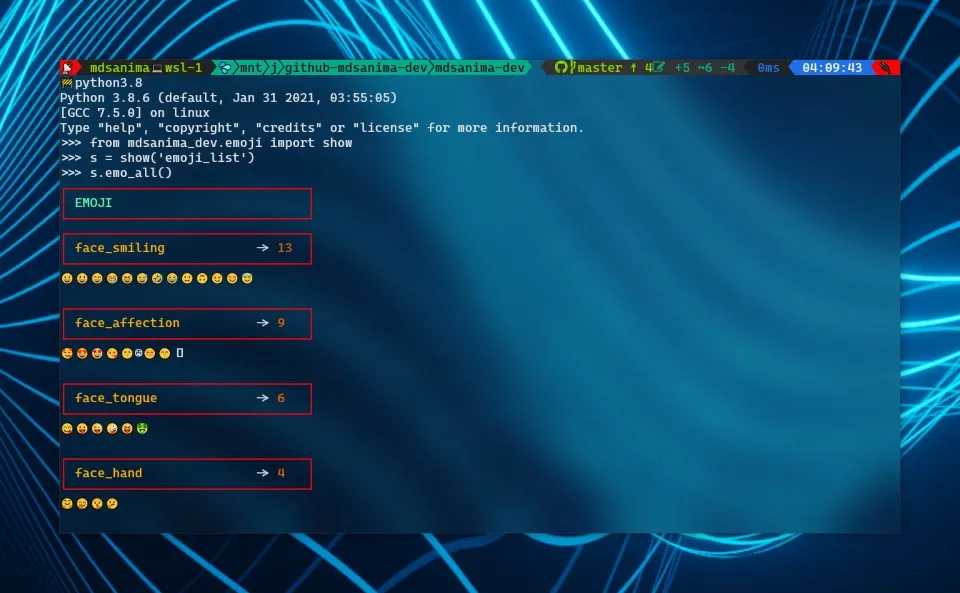 mdsanima💻wsl-1 mnt j github-mdsanima-dev mdsanima-dev master ↑ 4 +5 ~6 -4 0ms 04:09:43
python3.8
Python 3.8.6 (default, Jan 31 2021, 03:55:05)
[GCC 7.5.0] on linux
Type "help", "copyright", "credits" or "license" for more information.
>>> from mdsanima_dev.emoji import show
>>> s = show('emoji_list')
>>> s.emo_all()
EMOJI
face_smiling → 13
face_affection → 9
face_tongue → 6
face_hand → 4